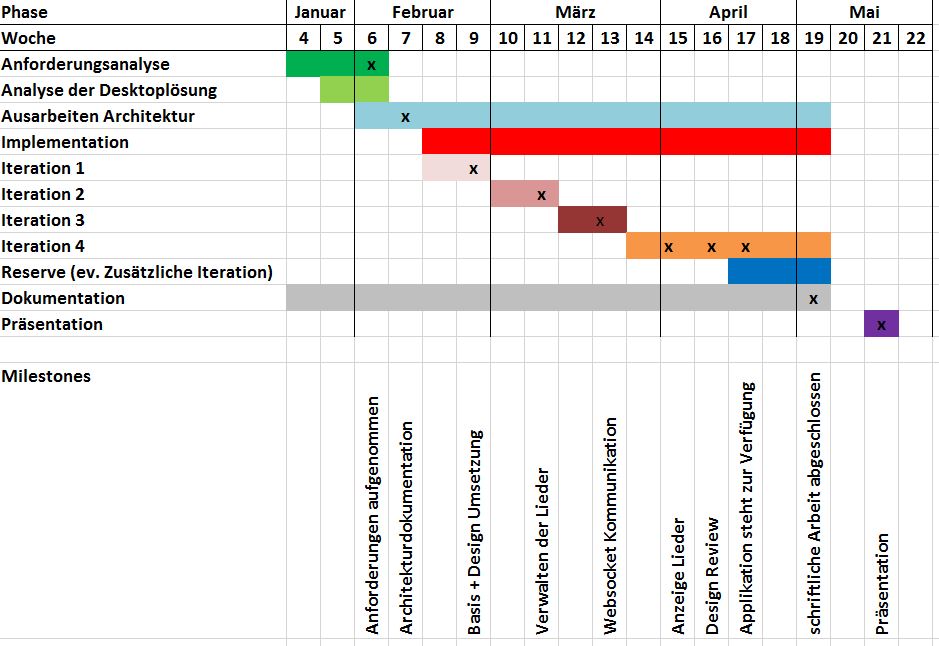 Phase Januar Februar März April Mai
Woche 4 5 6 7 8 9 10 11 12 13 14 15 16 17 18 19 20 21 22
Anforderungsanalyse x
Analyse der Desktoplösung
Ausarbeiten Architektur x
Implementation
Iteration 1 x
Iteration 2 x
Iteration 3 x
Iteration 4 x x x
Reserve (ev. Zusätzliche Iteration)
Dokumentation x
Präsentation x
Milestones
Anforderungen aufgenommen
Architekturdokumentation
Basis + Design Umsetzung
Verwalten der Lieder
Websocket Kommunikation
Anzeige Lieder
Design Review
Applikation steht zur Verfügung
schriftliche Arbeit abgeschlossen
Präsentation